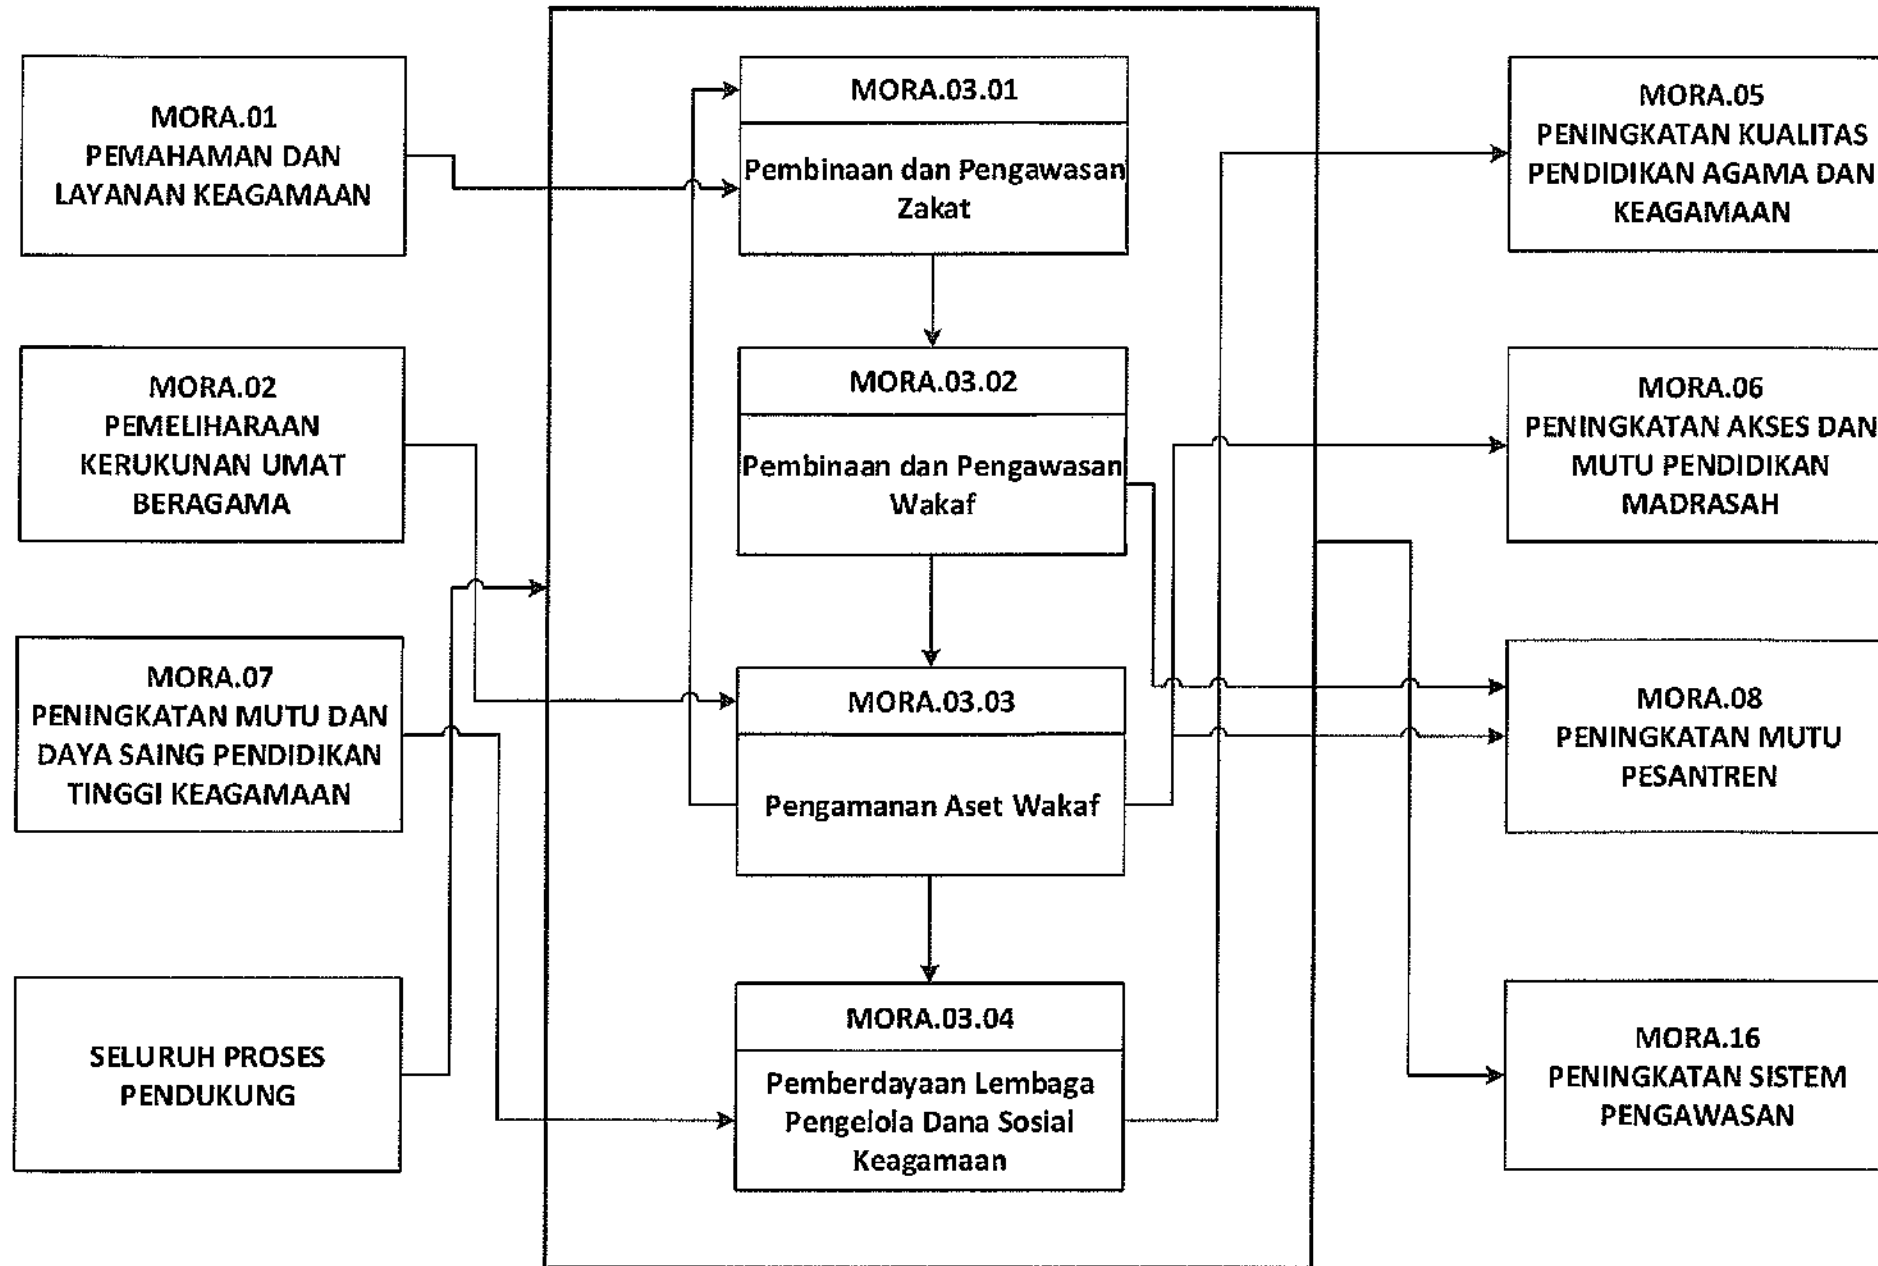 MORA.01
PEMAHAMAN DAN
LAYANAN KEAGAMAAN
MORA.02
PEMELIHARAAN
KERUKUNAN UMAT
BERAGAMA
MORA.07
PENINGKATAN MUTU DAN
DAYA SAING PENDIDIKAN
TINGGI KEAGAMAAN
SELURUH PROSES
PENDUKUNG
MORA.03.01
Pembinaan dan Pengawasan
Zakat
MORA.03.02
Pembinaan dan Pengawasan
Wakaf
MORA.03.03
Pengamanan Aset Wakaf
MORA.03.04
Pemberdayaan Lembaga
Pengelola Dana Sosial
Keagamaan
MORA.05
PENINGKATAN KUALITAS
PENDIDIKAN AGAMA DAN
KEAGAMAAN
MORA.06
PENINGKATAN AKSES DAN
MUTU PENDIDIKAN
MADRASAH
MORA.08
PENINGKATAN MUTU
PESANTREN
MORA.16
PENINGKATAN SISTEM
PENGAWASAN